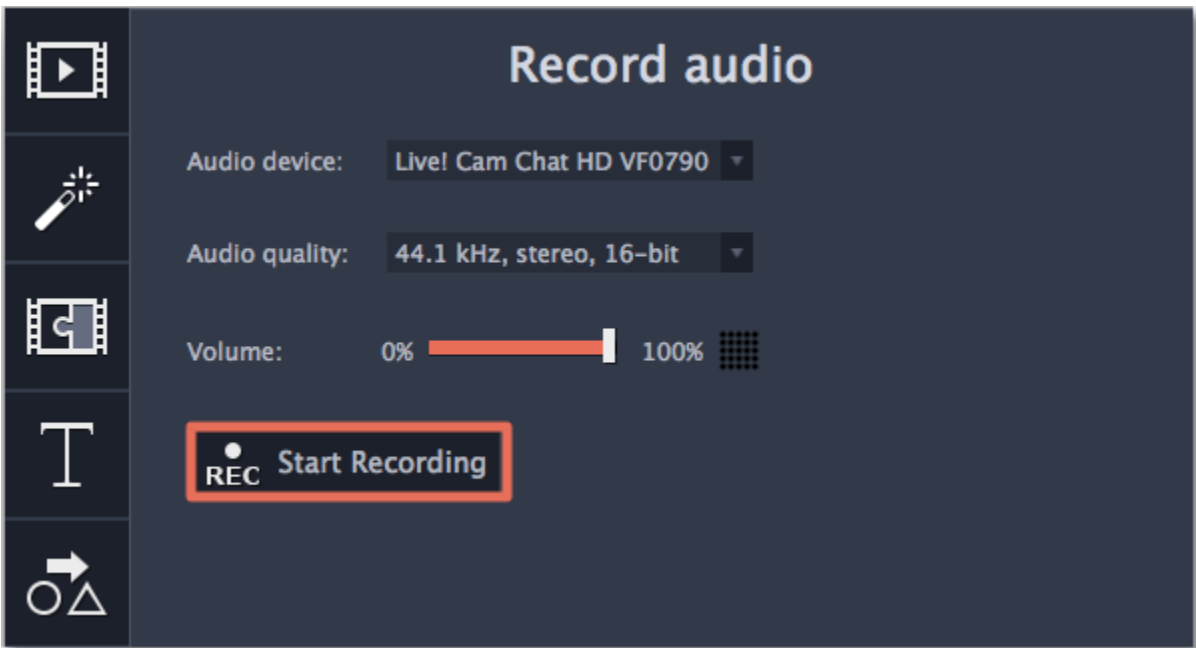 Record audio
Audio device: Live! Cam Chat HD VF0790
Audio quality: 44.1 kHz, stereo, 16-bit
Volume: 0% 100%
REC Start Recording